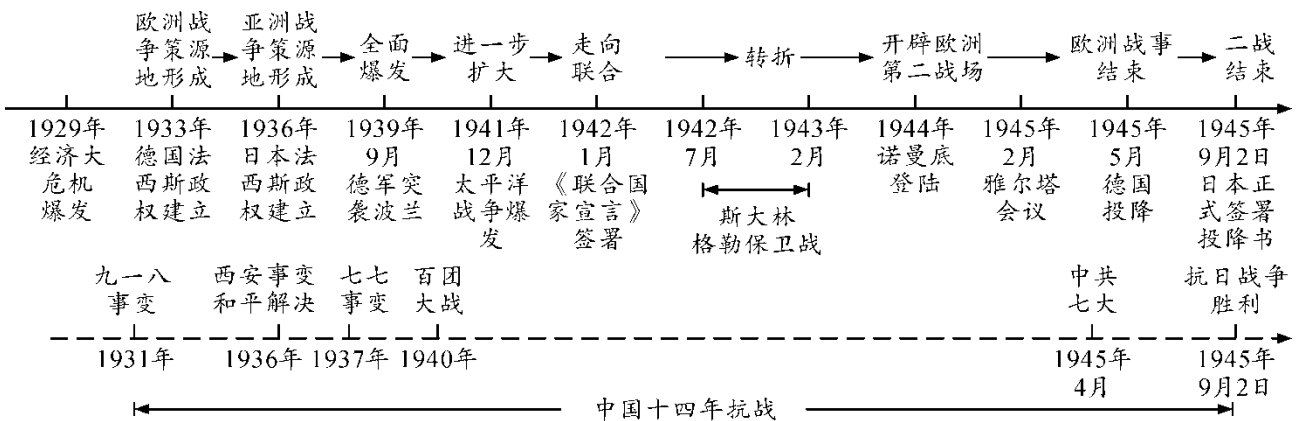 欧洲战 亚洲战
争策源 争策源 全面 进一步 走向 转折 开辟欧洲 欧洲战事 二战
地形成 地形成 爆发 扩大 联合 第二战场 结束 结束
1929年 1933年 1936年 1939年 1941年 1942年 1942年 1943年 1944年 1945年 1945年 1945年
经济大 德国法 日本法 9月 12月 1月 7月 2月 诺曼底 2月 5月 9月2日
危机 西斯政 西斯政 德军突 太平洋 《联合国 登陆 雅尔塔 德国 日本正
爆发 权建立 权建立 袭波兰 战争爆 家宣言》 斯大林 会议 投降 式签署
发 签署 格勒保卫战 投降书
九一八 西安事变 七七 百团 中共 抗日战争
事变 和平解决 事变 大战 七大 胜利
1931年 1936年 1937年 1940年 1945年 1945年
4月 9月2日
中国十四年抗战